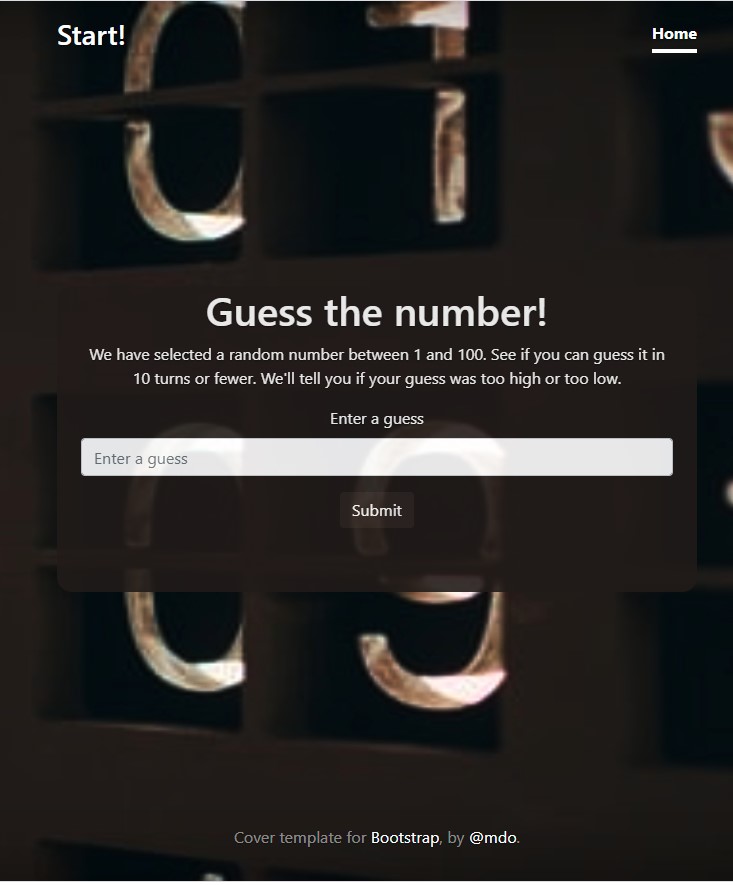 Start!
Home
Guess the number!
We have selected a random number between 1 and 100. See if you can guess it in
10 turns or fewer. We'll tell you if your guess was too high or too low.
Enter a guess
Enter a guess
Submit
Cover template for Bootstrap, by @mdo.